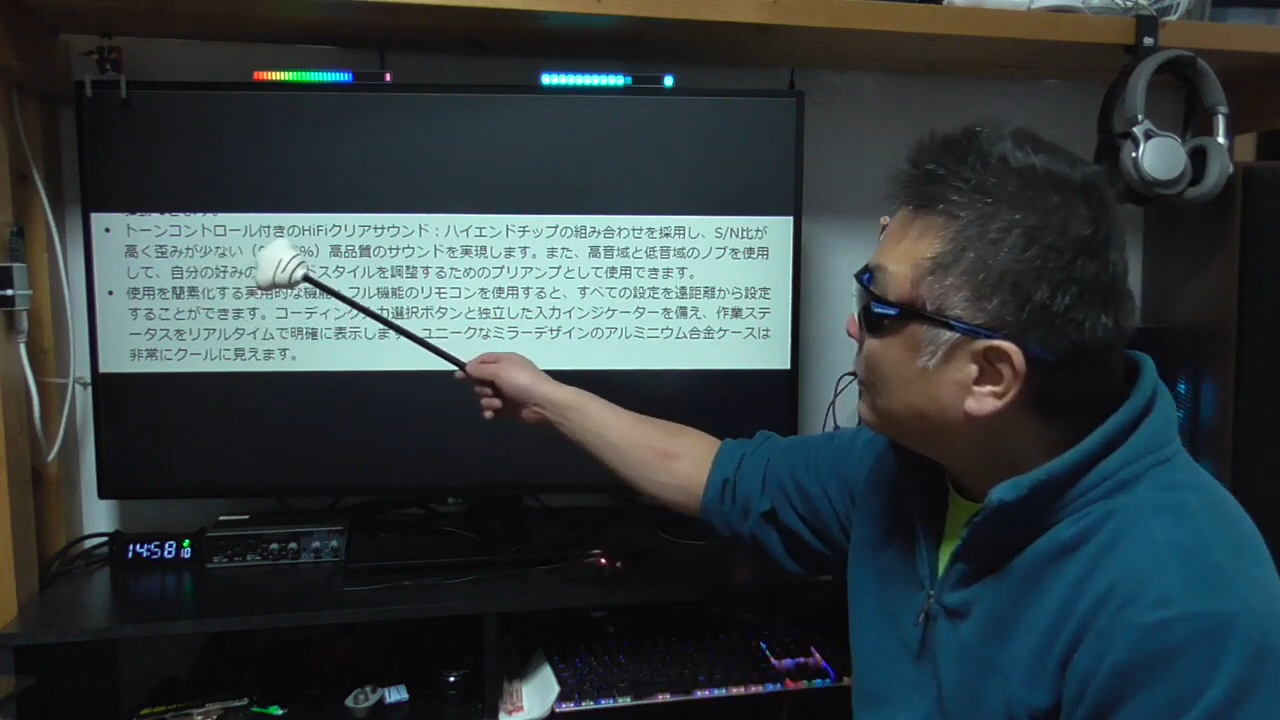 ・トーンコントロール付きのHiFiクリアサウンド：ハイエンドチップの組み合わせを採用し、S/N比が
高く歪みが少ない（ %）高品質のサウンドを実現します。また、高音域と低音域のノブを使用
して、自分の好みの ドスタイルを調整するためのプリアンプとして使用できます。
・使用を簡素化する実用的な機能：フル機能のリモコンを使用すると、すべての設定を遠距離から設定
することができます。コーディング入力選択ボタンと独立した入力インジケーターを備え、作業ステ
ータスをリアルタイムで明確に表示します。ユニークなミラーデザインのアルミニウム合金ケースは
非常にクールに見えます。
LG
14:58 10